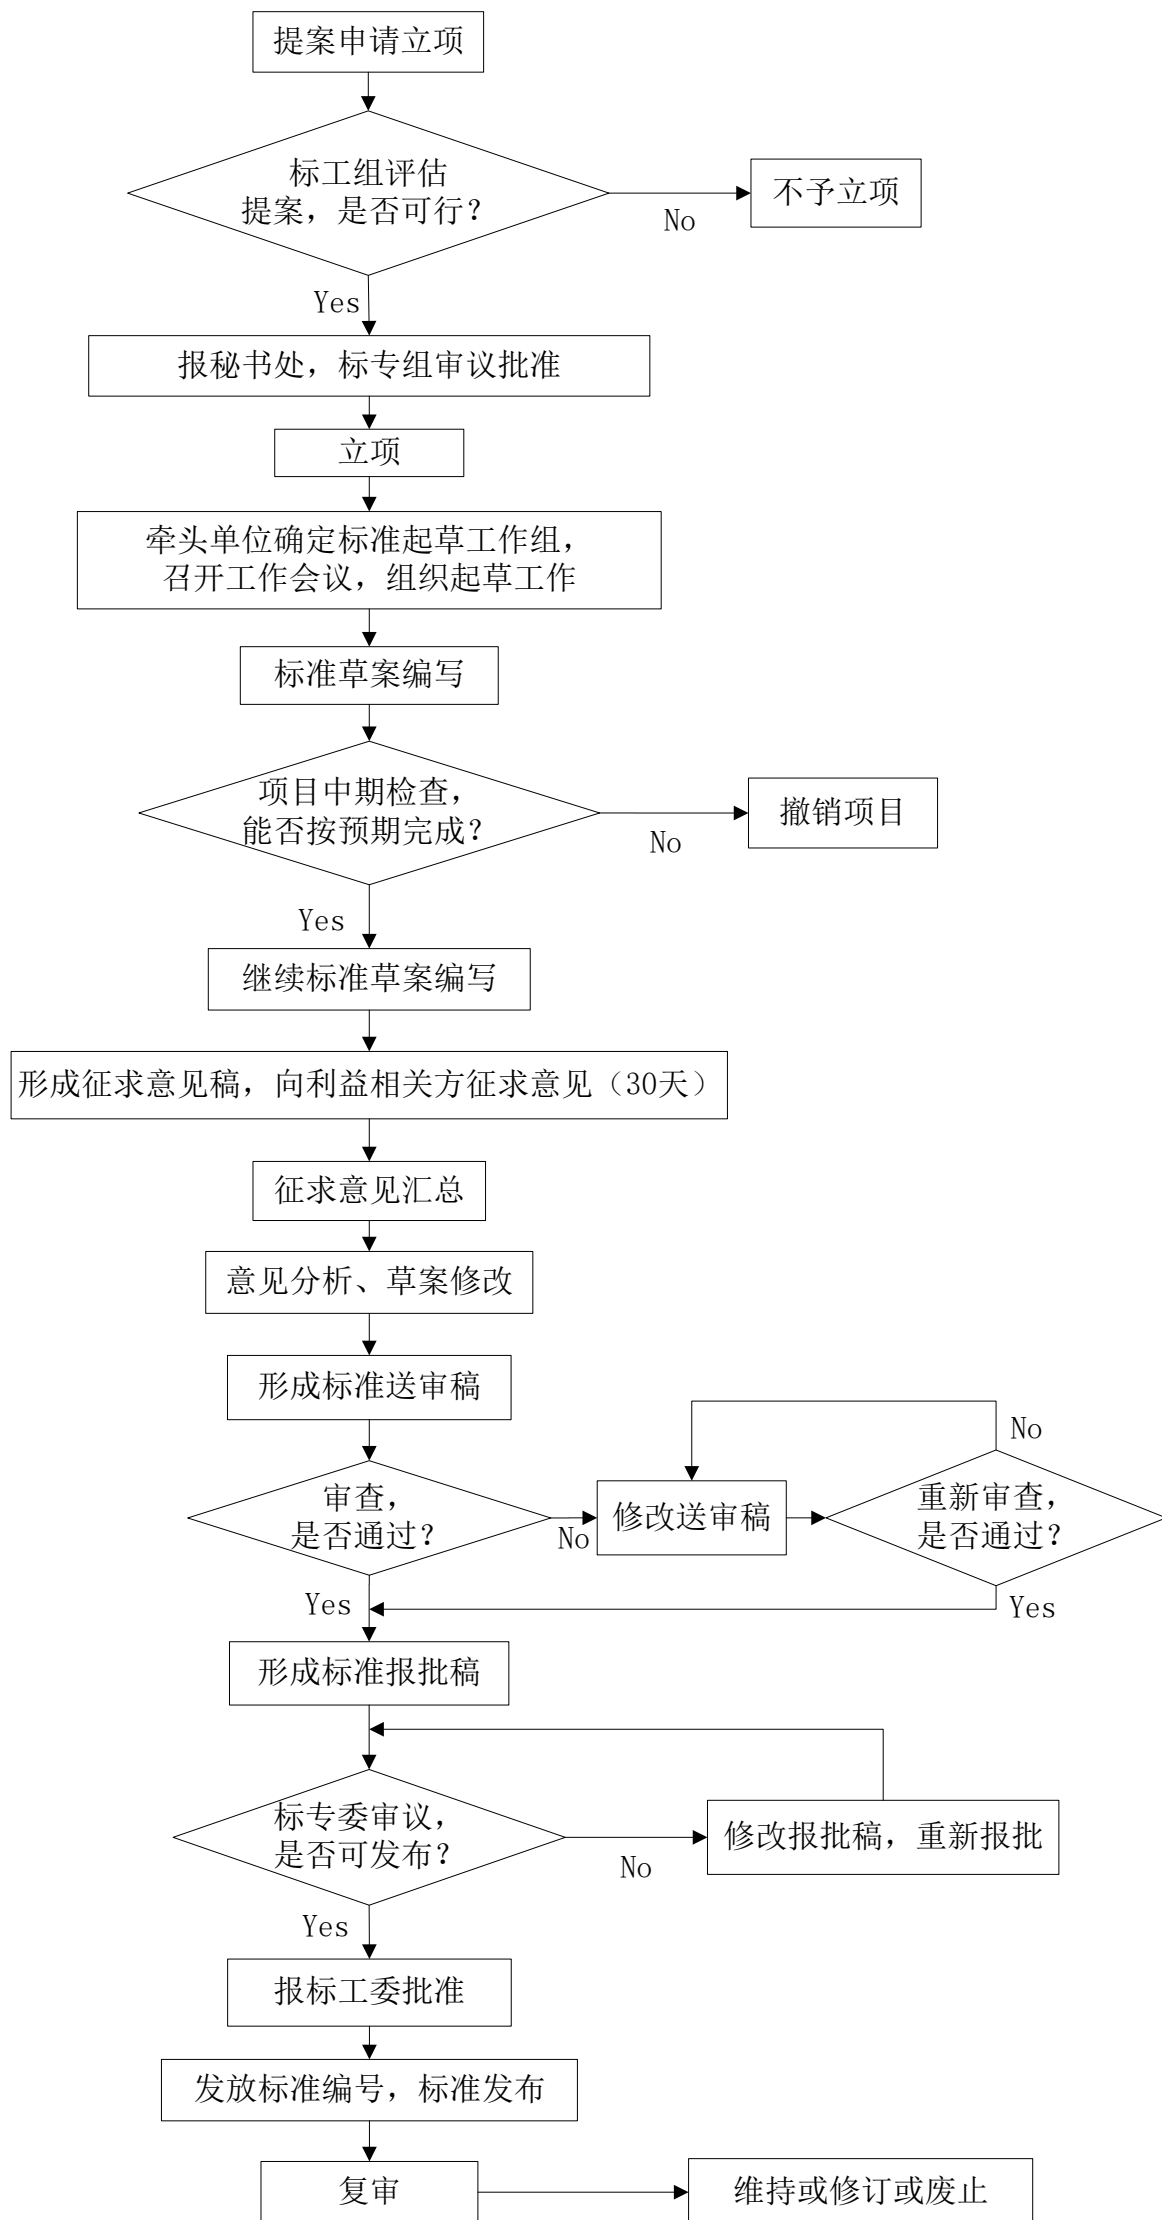 提案申请立项
标工组评估
提案，是否可行？
No
不予立项
Yes
报秘书处，标专组审议批准
立项
牵头单位确定标准起草工作组，
召开工作会议，组织起草工作
标准草案编写
项目中期检查，
能否按预期完成？
No
撤销项目
Yes
继续标准草案编写
形成征求意见稿，向利益相关方征求意见（30天）
征求意见汇总
意见分析、草案修改
形成标准送审稿
审查，
是否通过？
No
修改送审稿
重新审查，
是否通过？
No
Yes
Yes
形成标准报批稿
标专委审议，
是否可发布？
No
修改报批稿，重新报批
Yes
报标工委批准
发放标准编号，标准发布
复审
维持或修订或废止